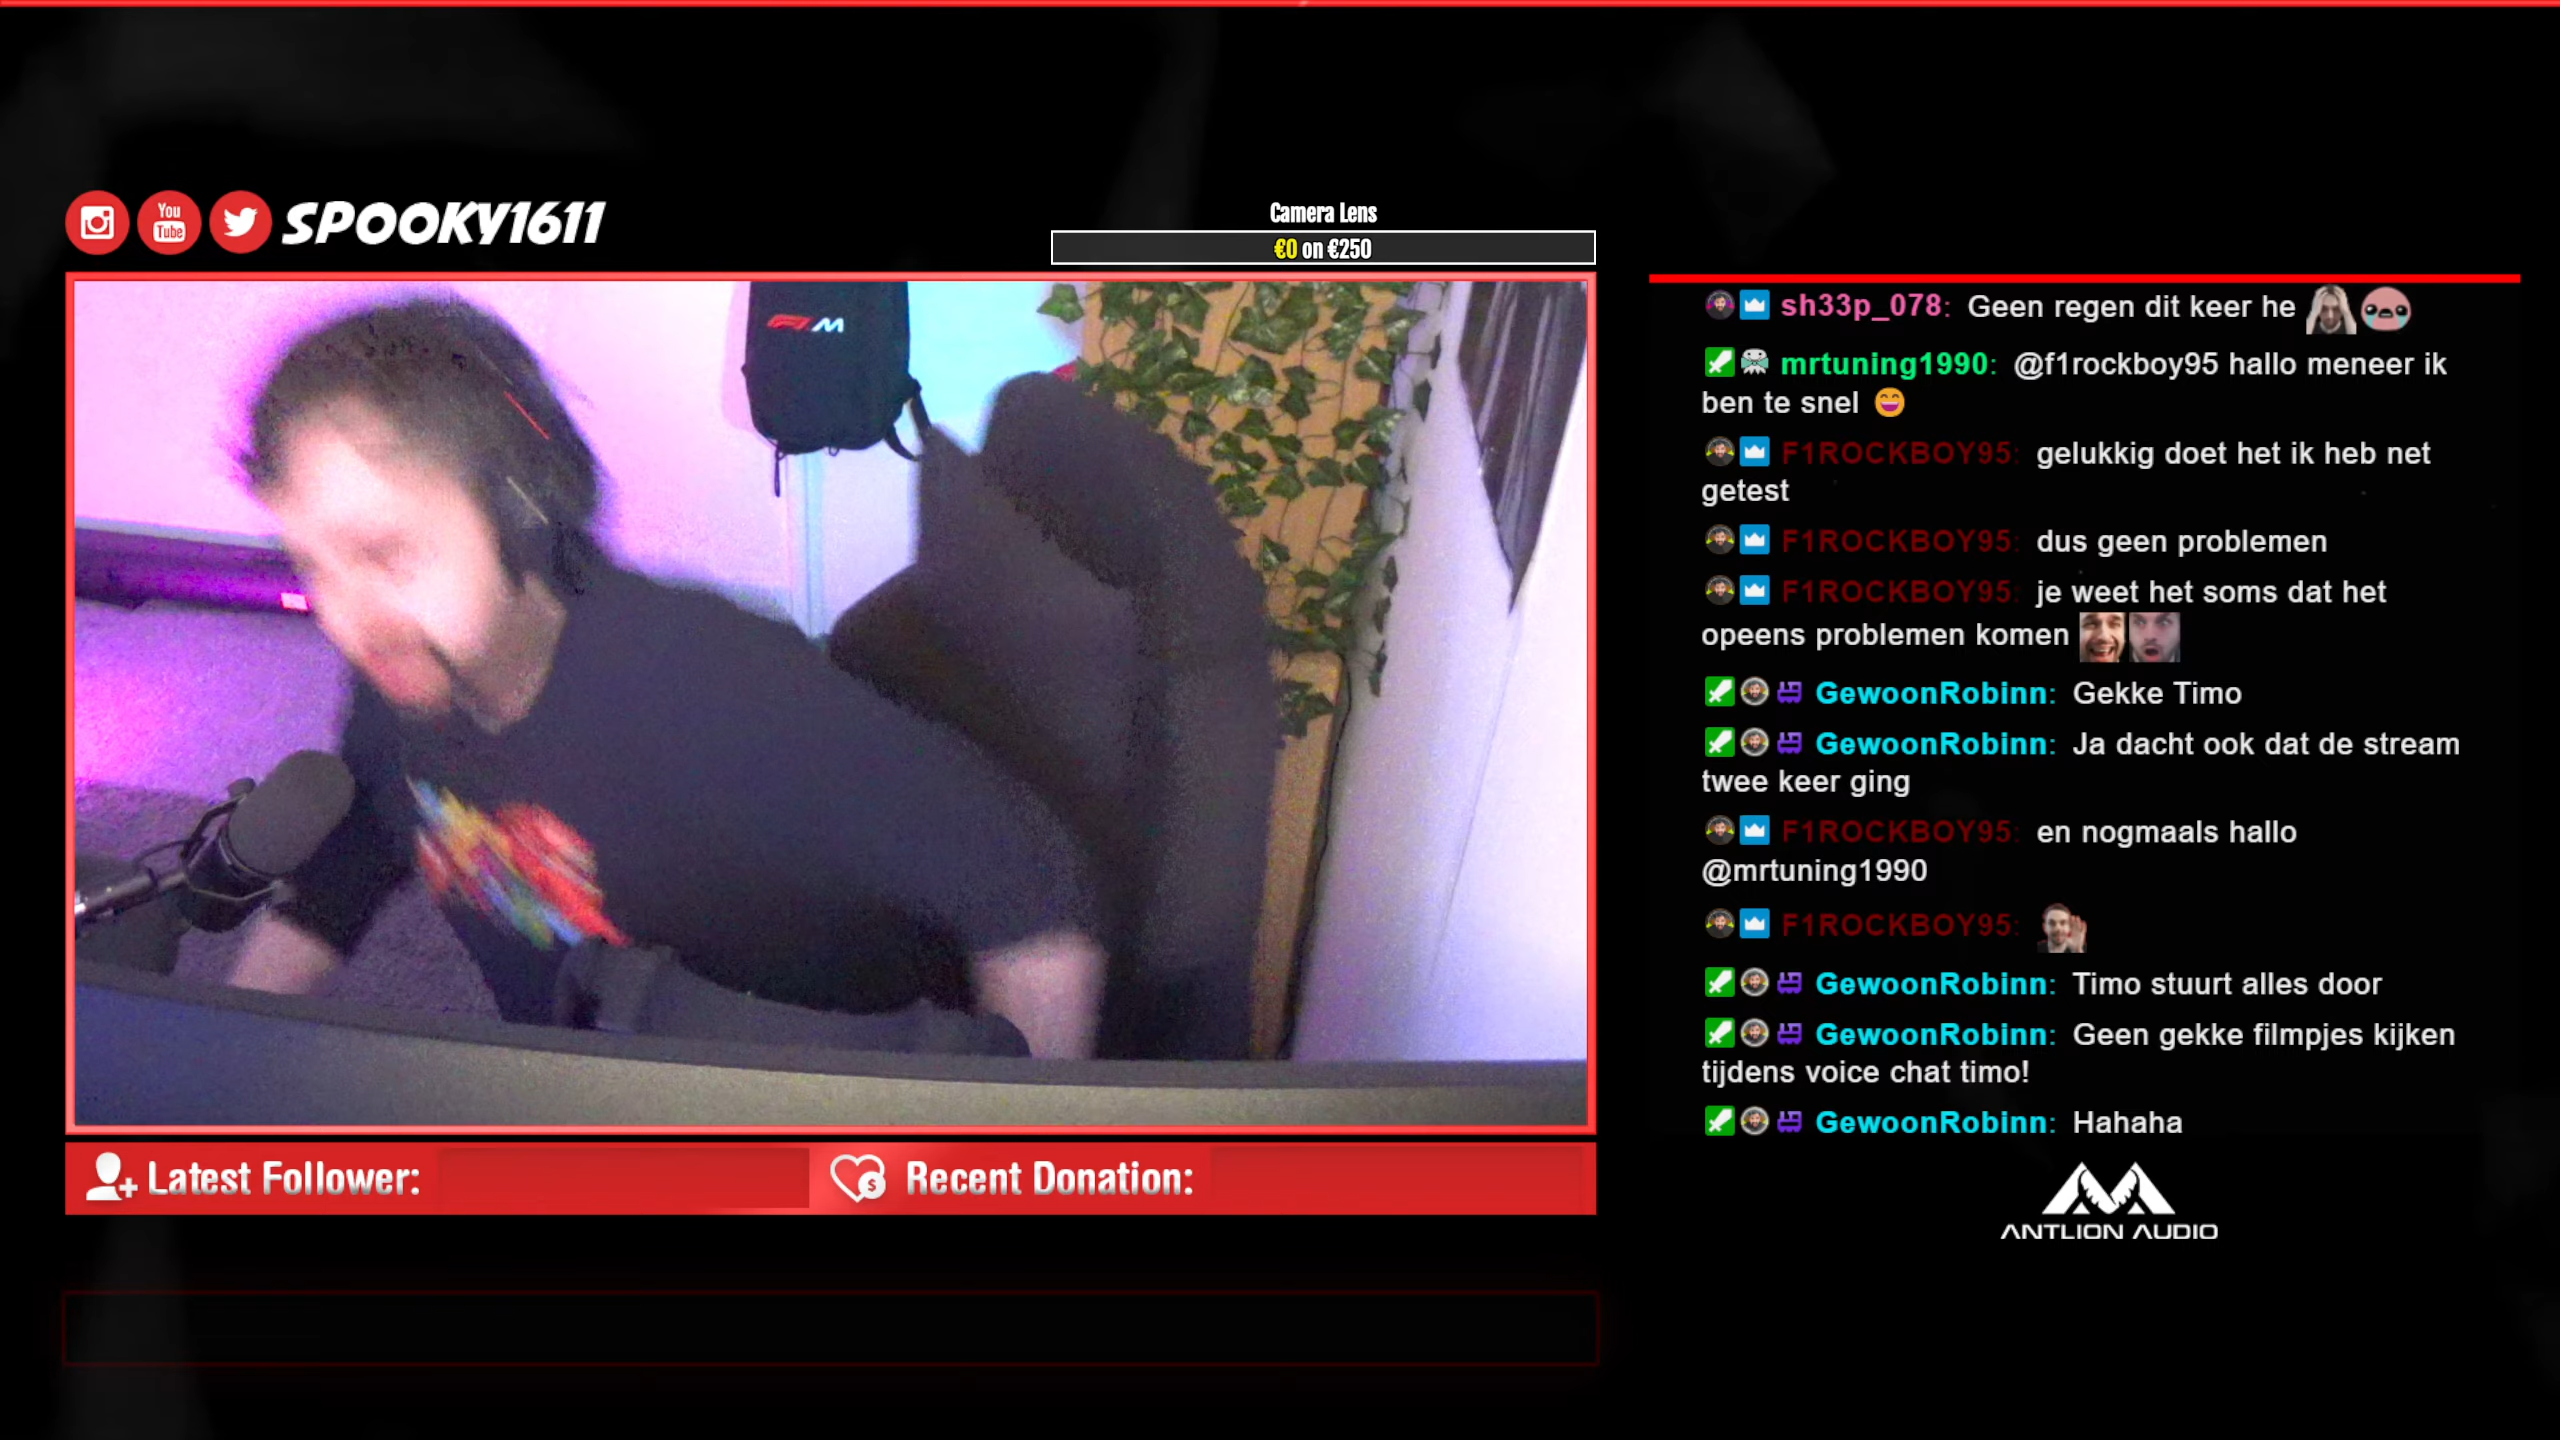 You
Tube
SPOOKY1611
Camera Lens
€0 on €250
F1M
sh33p_078: Geen regen dit keer he
mrtuning1990: @f1rockboy95 hallo meneer ik
ben te snel 😄
F1ROCKBOY95: gelukkig doet het ik heb net
getest
F1ROCKBOY95: dus geen problemen
F1ROCKBOY95: je weet het soms dat het
opeens problemen komen
GewoonRobinn: Gekke Timo
GewoonRobinn: Ja dacht ook dat de stream
twee keer ging
F1ROCKBOY95: en nogmaals hallo
@mrtuning1990
F1ROCKBOY95:
GewoonRobinn: Timo stuurt alles door
GewoonRobinn: Geen gekke filmpjes kijken
tijdens voice chat timo!
GewoonRobinn: Hahaha
Latest Follower:
Recent Donation:
ANTLION AUDIO